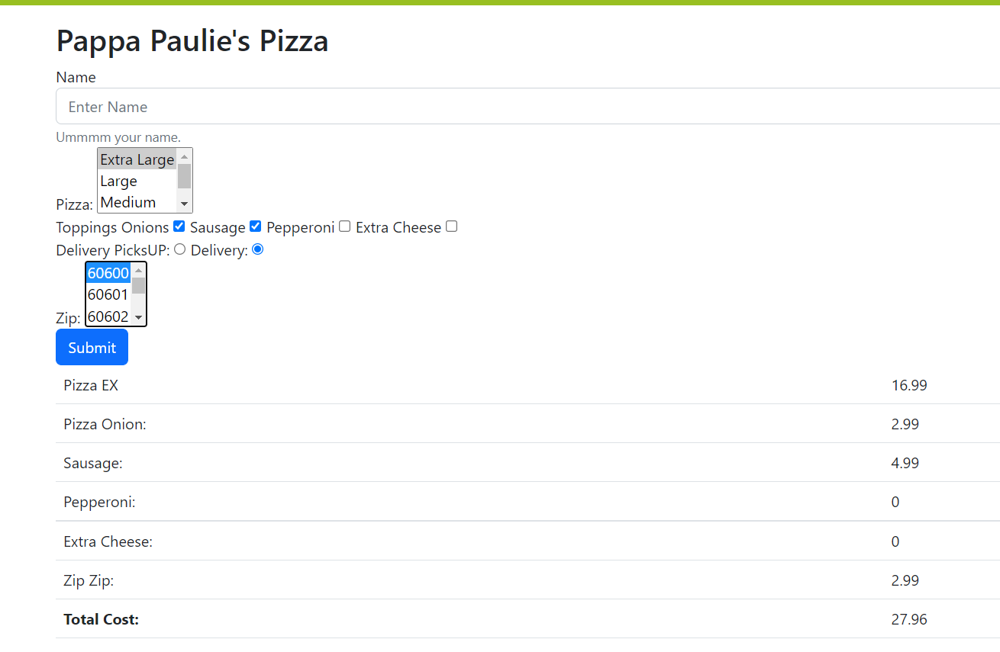 Pappa Paulie's Pizza
Name
Enter Name
Ummmm your name.
Extra Large
Large
Pizza: Medium
Toppings Onions Sausage Pepperoni Extra Cheese
Delivery PicksUP: Delivery:
60600
60601
Zip: 60602
Submit
Pizza EX 16.99
Pizza Onion: 2.99
Sausage: 4.99
Pepperoni: 0
Extra Cheese: 0
Zip Zip: 2.99
Total Cost: 27.96